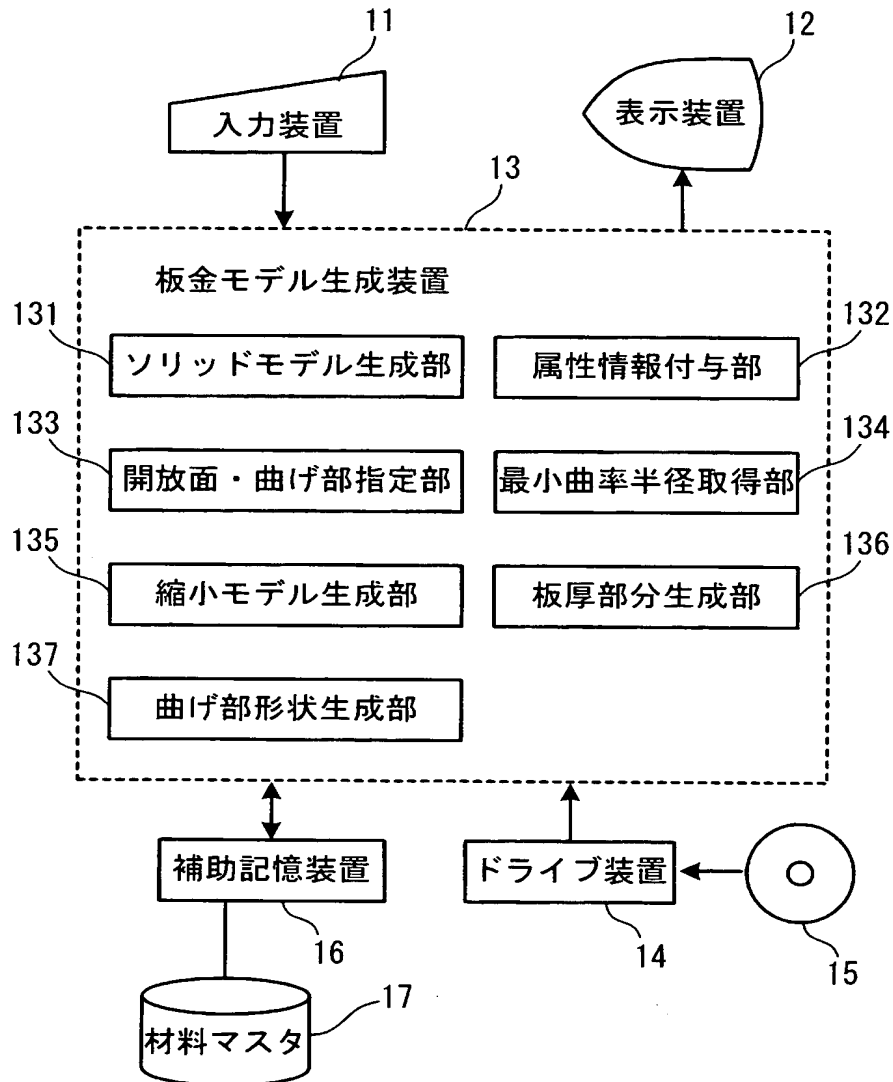 11
入力装置
12
表示装置
13
板金モデル生成装置
131
ソリッドモデル生成部
132
属性情報付与部
133
開放面・曲げ部指定部
134
最小曲率半径取得部
135
縮小モデル生成部
136
板厚部分生成部
137
曲げ部形状生成部
補助記憶装置
16
ドライブ装置
14
15
17
材料マスタ